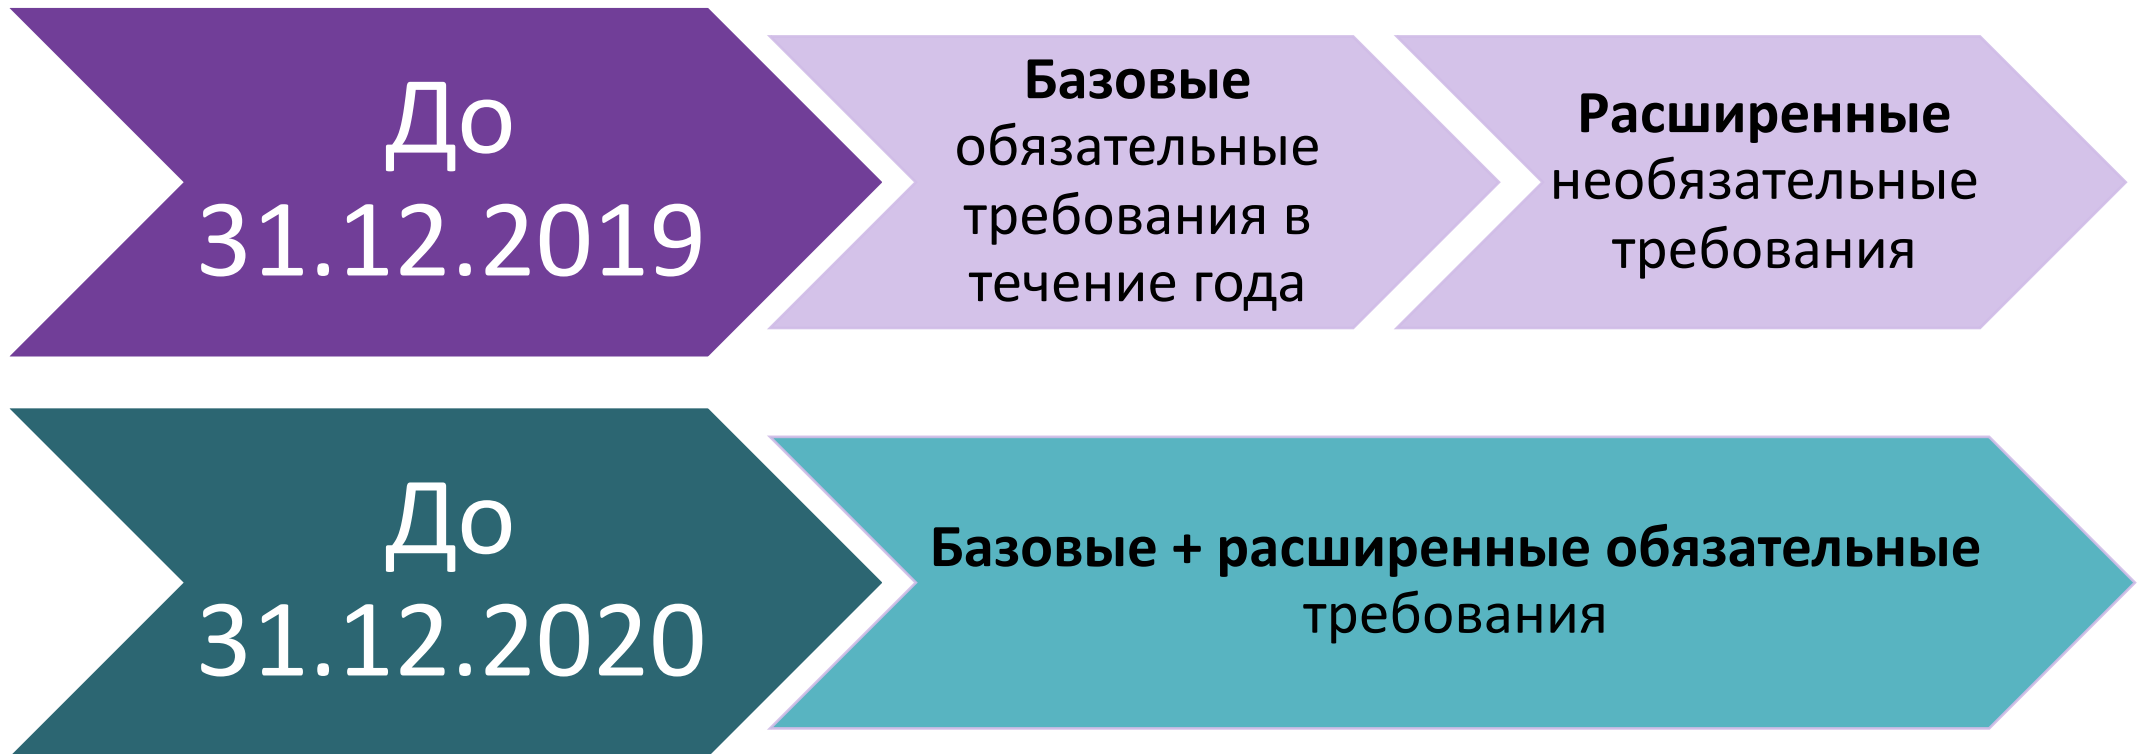 До
31.12.2019
Базовые
обязательные
требования в
течение года
Расширенные
необязательные
требования
До
31.12.2020
Базовые + расширенные обязательные
требования